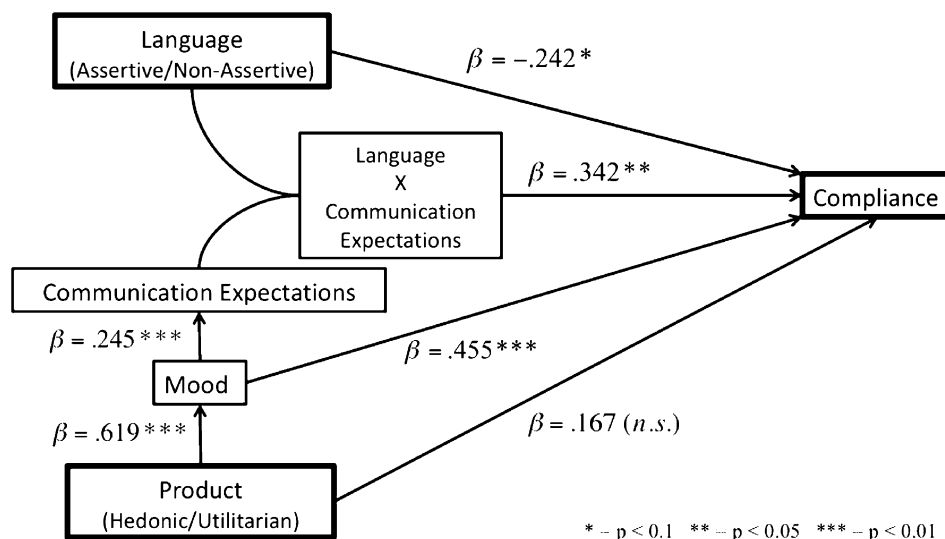 Language
(Assertive/Non-Assertive)
β = −.242 *
Language
X
Communication
Expectations
β = .342 **
Compliance
Communication Expectations
β = .245 ***
β = .455 ***
Mood
β = .619 ***
β = .167 (n.s.)
Product
(Hedonic/Utilitarian)
* – p < 0.1 ** – p < 0.05 *** – p < 0.01